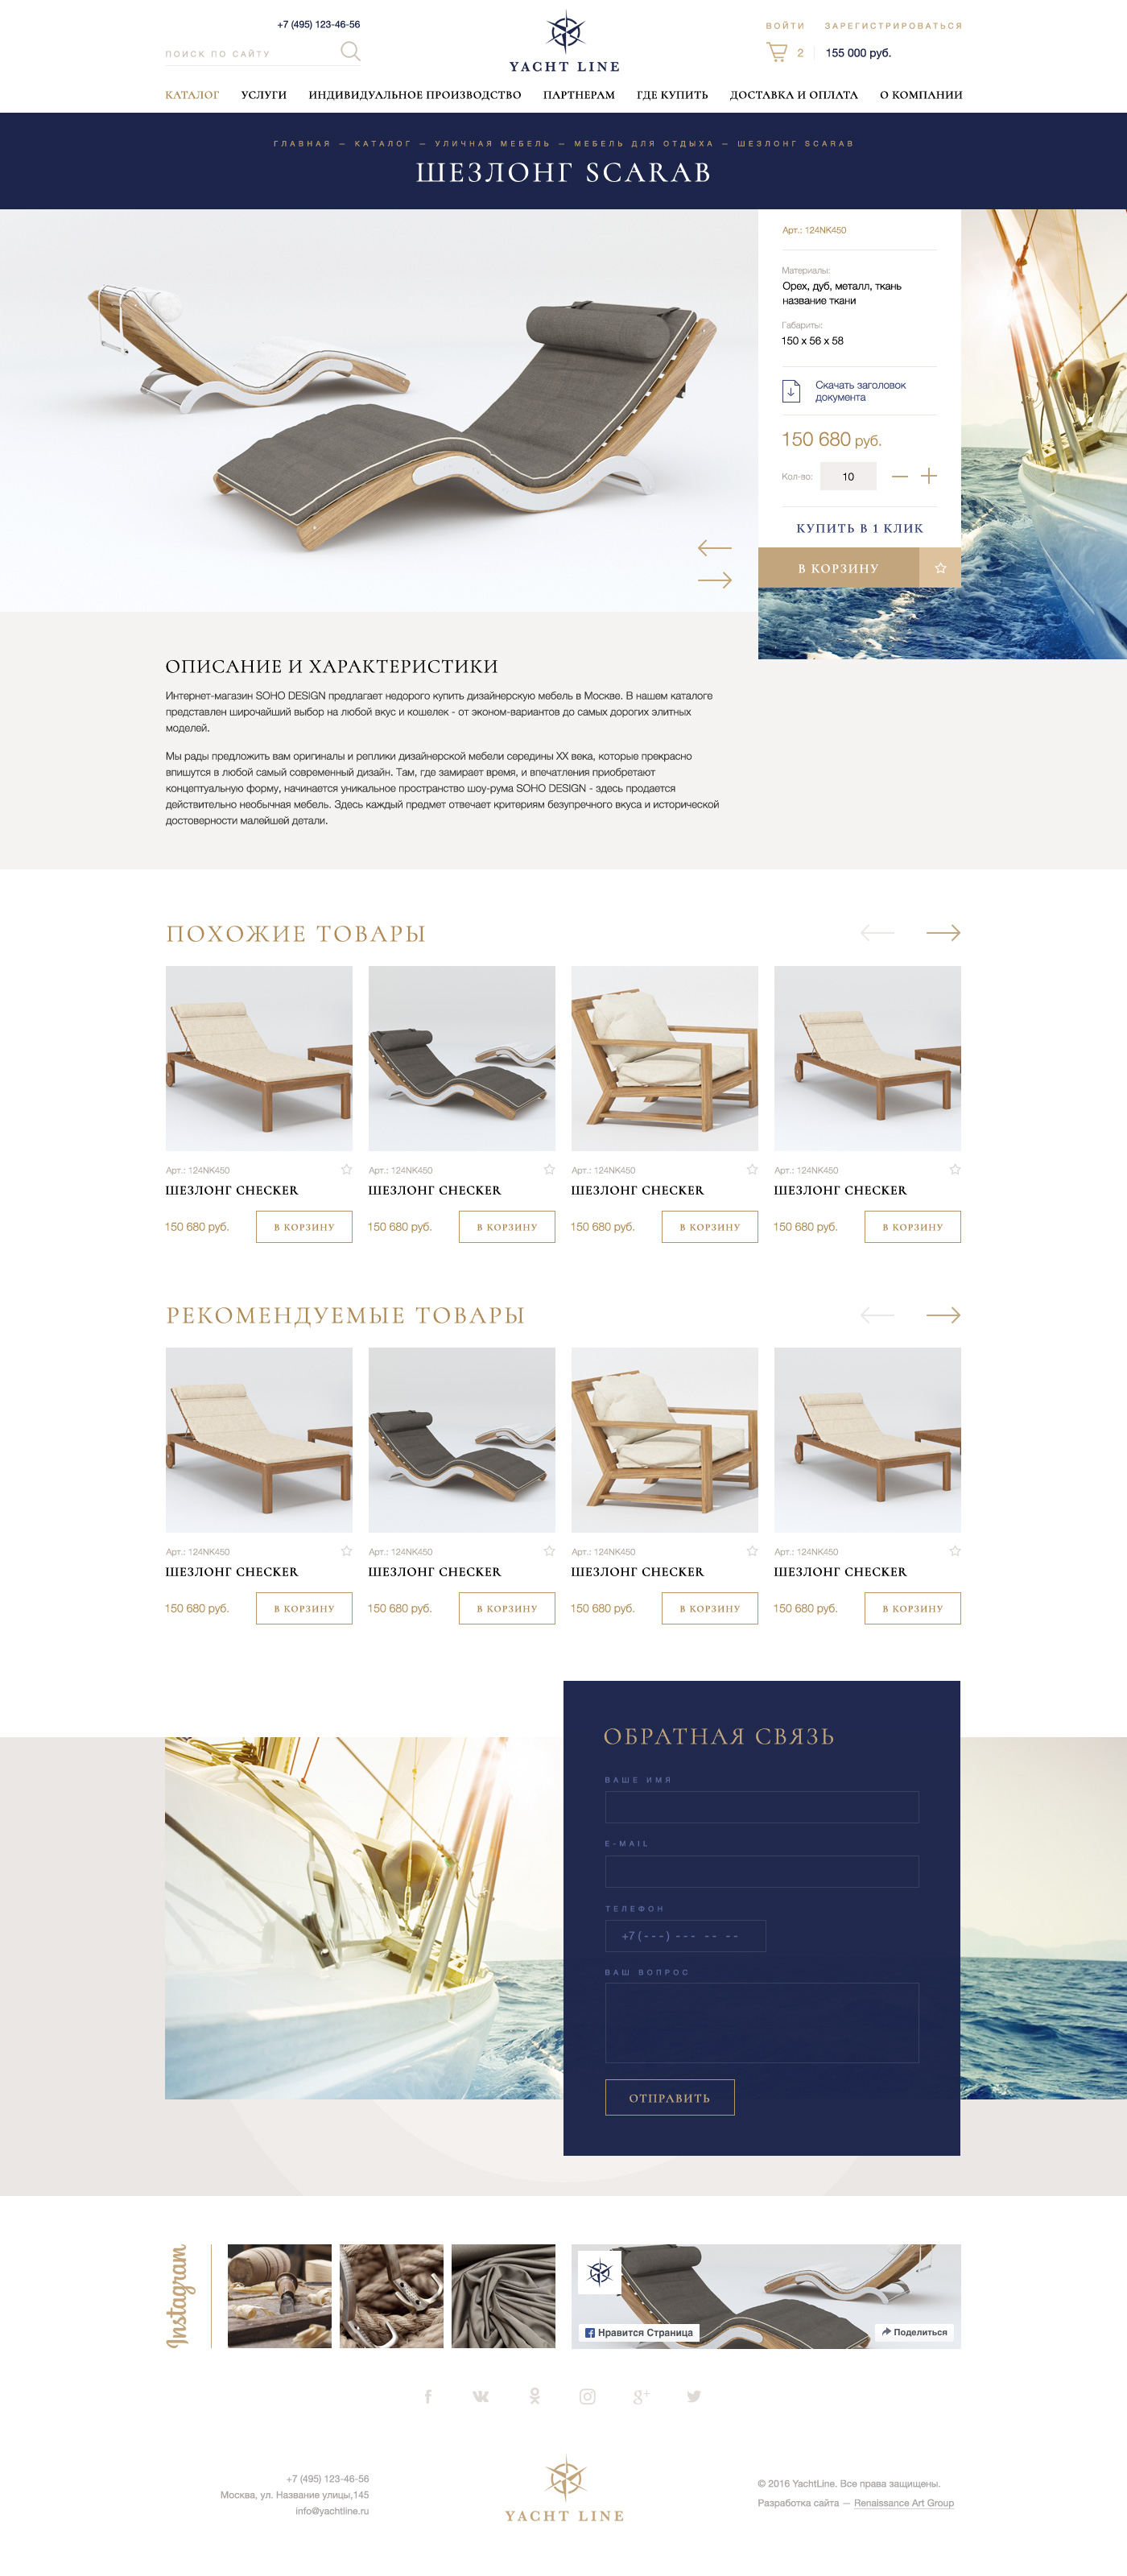 +7 (495) 123-46-56
ПОИСК ПО САЙТУ
YACHT LINE
ВОЙТИ ЗАРЕГИСТРИРОВАТЬСЯ
2 155 000 руб.
КАТАЛОГ УСЛУГИ ИНДИВИДУАЛЬНОЕ ПРОИЗВОДСТВО ПАРТНЕРАМ ГДЕ КУПИТЬ ДОСТАВКА И ОПЛАТА О КОМПАНИИ
ГЛАВНАЯ — КАТАЛОГ — УЛИЧНАЯ МЕБЕЛЬ — МЕБЕЛЬ ДЛЯ ОТДЫХА — ШЕЗЛОНГ SCARAB
ШЕЗЛОНГ SCARAB
Арт.: 124NK450
Материалы:
Орех, дуб, металл, ткань
название ткани
Габариты:
150 х 56 х 58
Скачать заголовок
документа
150 680 руб.
Кол-во: 10
КУПИТЬ В 1 КЛИК
В КОРЗИНУ
ОПИСАНИЕ И ХАРАКТЕРИСТИКИ
Интернет-магазин SOHO DESIGN предлагает недорого купить дизайнерскую мебель в Москве. В нашем каталоге
представлен широчайший выбор на любой вкус и кошелек - от эконом-вариантов до самых дорогих элитных
моделей.
Мы рады предложить вам оригиналы и реплики дизайнерской мебели середины XX века, которые прекрасно
впишутся в любой самый современный дизайн. Там, где замирает время, и впечатления приобретают
концептуальную форму, начинается уникальное пространство шоу-рума SOHO DESIGN - здесь продается
действительно необычная мебель. Здесь каждый предмет отвечает критериям безупречного вкуса и исторической
достоверности малейшей детали.
ПОХОЖИЕ ТОВАРЫ
Арт.: 124NK450 Арт.: 124NK450 Арт.: 124NK450 Арт.: 124NK450
ШЕЗЛОНГ CHECKER ШЕЗЛОНГ CHECKER ШЕЗЛОНГ CHECKER ШЕЗЛОНГ CHECKER
150 680 руб. В КОРЗИНУ 150 680 руб. В КОРЗИНУ 150 680 руб. В КОРЗИНУ 150 680 руб. В КОРЗИНУ
РЕКОМЕНДУЕМЫЕ ТОВАРЫ
Арт.: 124NK450 Арт.: 124NK450 Арт.: 124NK450 Арт.: 124NK450
ШЕЗЛОНГ CHECKER ШЕЗЛОНГ CHECKER ШЕЗЛОНГ CHECKER ШЕЗЛОНГ CHECKER
150 680 руб. В КОРЗИНУ 150 680 руб. В КОРЗИНУ 150 680 руб. В КОРЗИНУ 150 680 руб. В КОРЗИНУ
ОБРАТНАЯ СВЯЗЬ
ВАШЕ ИМЯ
E-MAIL
ТЕЛЕФОН
+7 (---) --- -- --
ВАШ ВОПРОС
ОТПРАВИТЬ
Instagram
Нравится Страница
Поделиться
+7 (495) 123-46-56
Москва, ул. Название улицы,145
info@yachtline.ru
YACHT LINE
© 2016 YachtLine. Все права защищены.
Разработка сайта — Renaissance Art Group